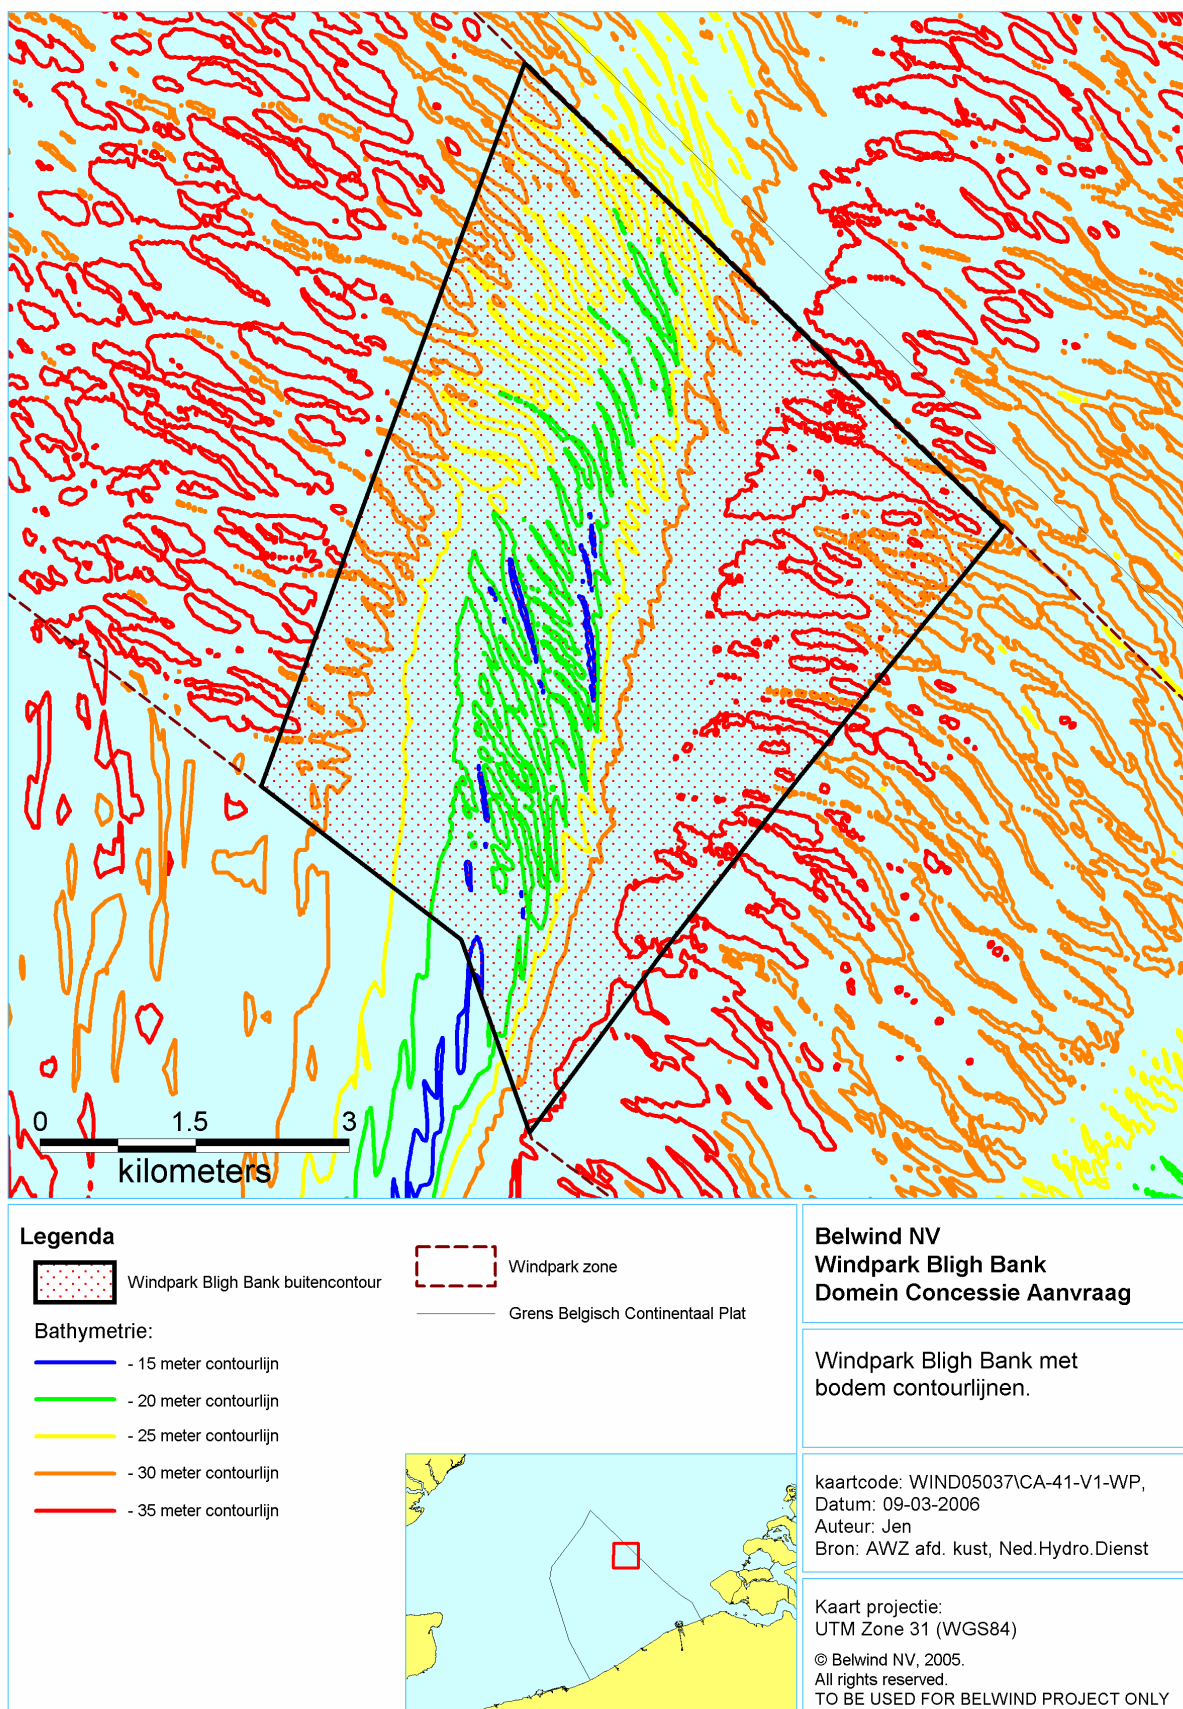 0 1.5 3
kilometers
Legenda
Windpark Bligh Bank buitencontour
Windpark zone
Grens Belgisch Continentaal Plat
Bathymetrie:
- 15 meter contourlijn
- 20 meter contourlijn
- 25 meter contourlijn
- 30 meter contourlijn
- 35 meter contourlijn
Belwind NV
Windpark Bligh Bank
Domein Concessie Aanvraag
Windpark Bligh Bank met
bodem contourlijnen.
kaartcode: WIND05037\CA-41-V1-WP,
Datum: 09-03-2006
Auteur: Jen
Bron: AWZ afd. kust, Ned.Hydro.Dienst
Kaart projectie:
UTM Zone 31 (WGS84)
© Belwind NV, 2005.
All rights reserved.
TO BE USED FOR BELWIND PROJECT ONLY